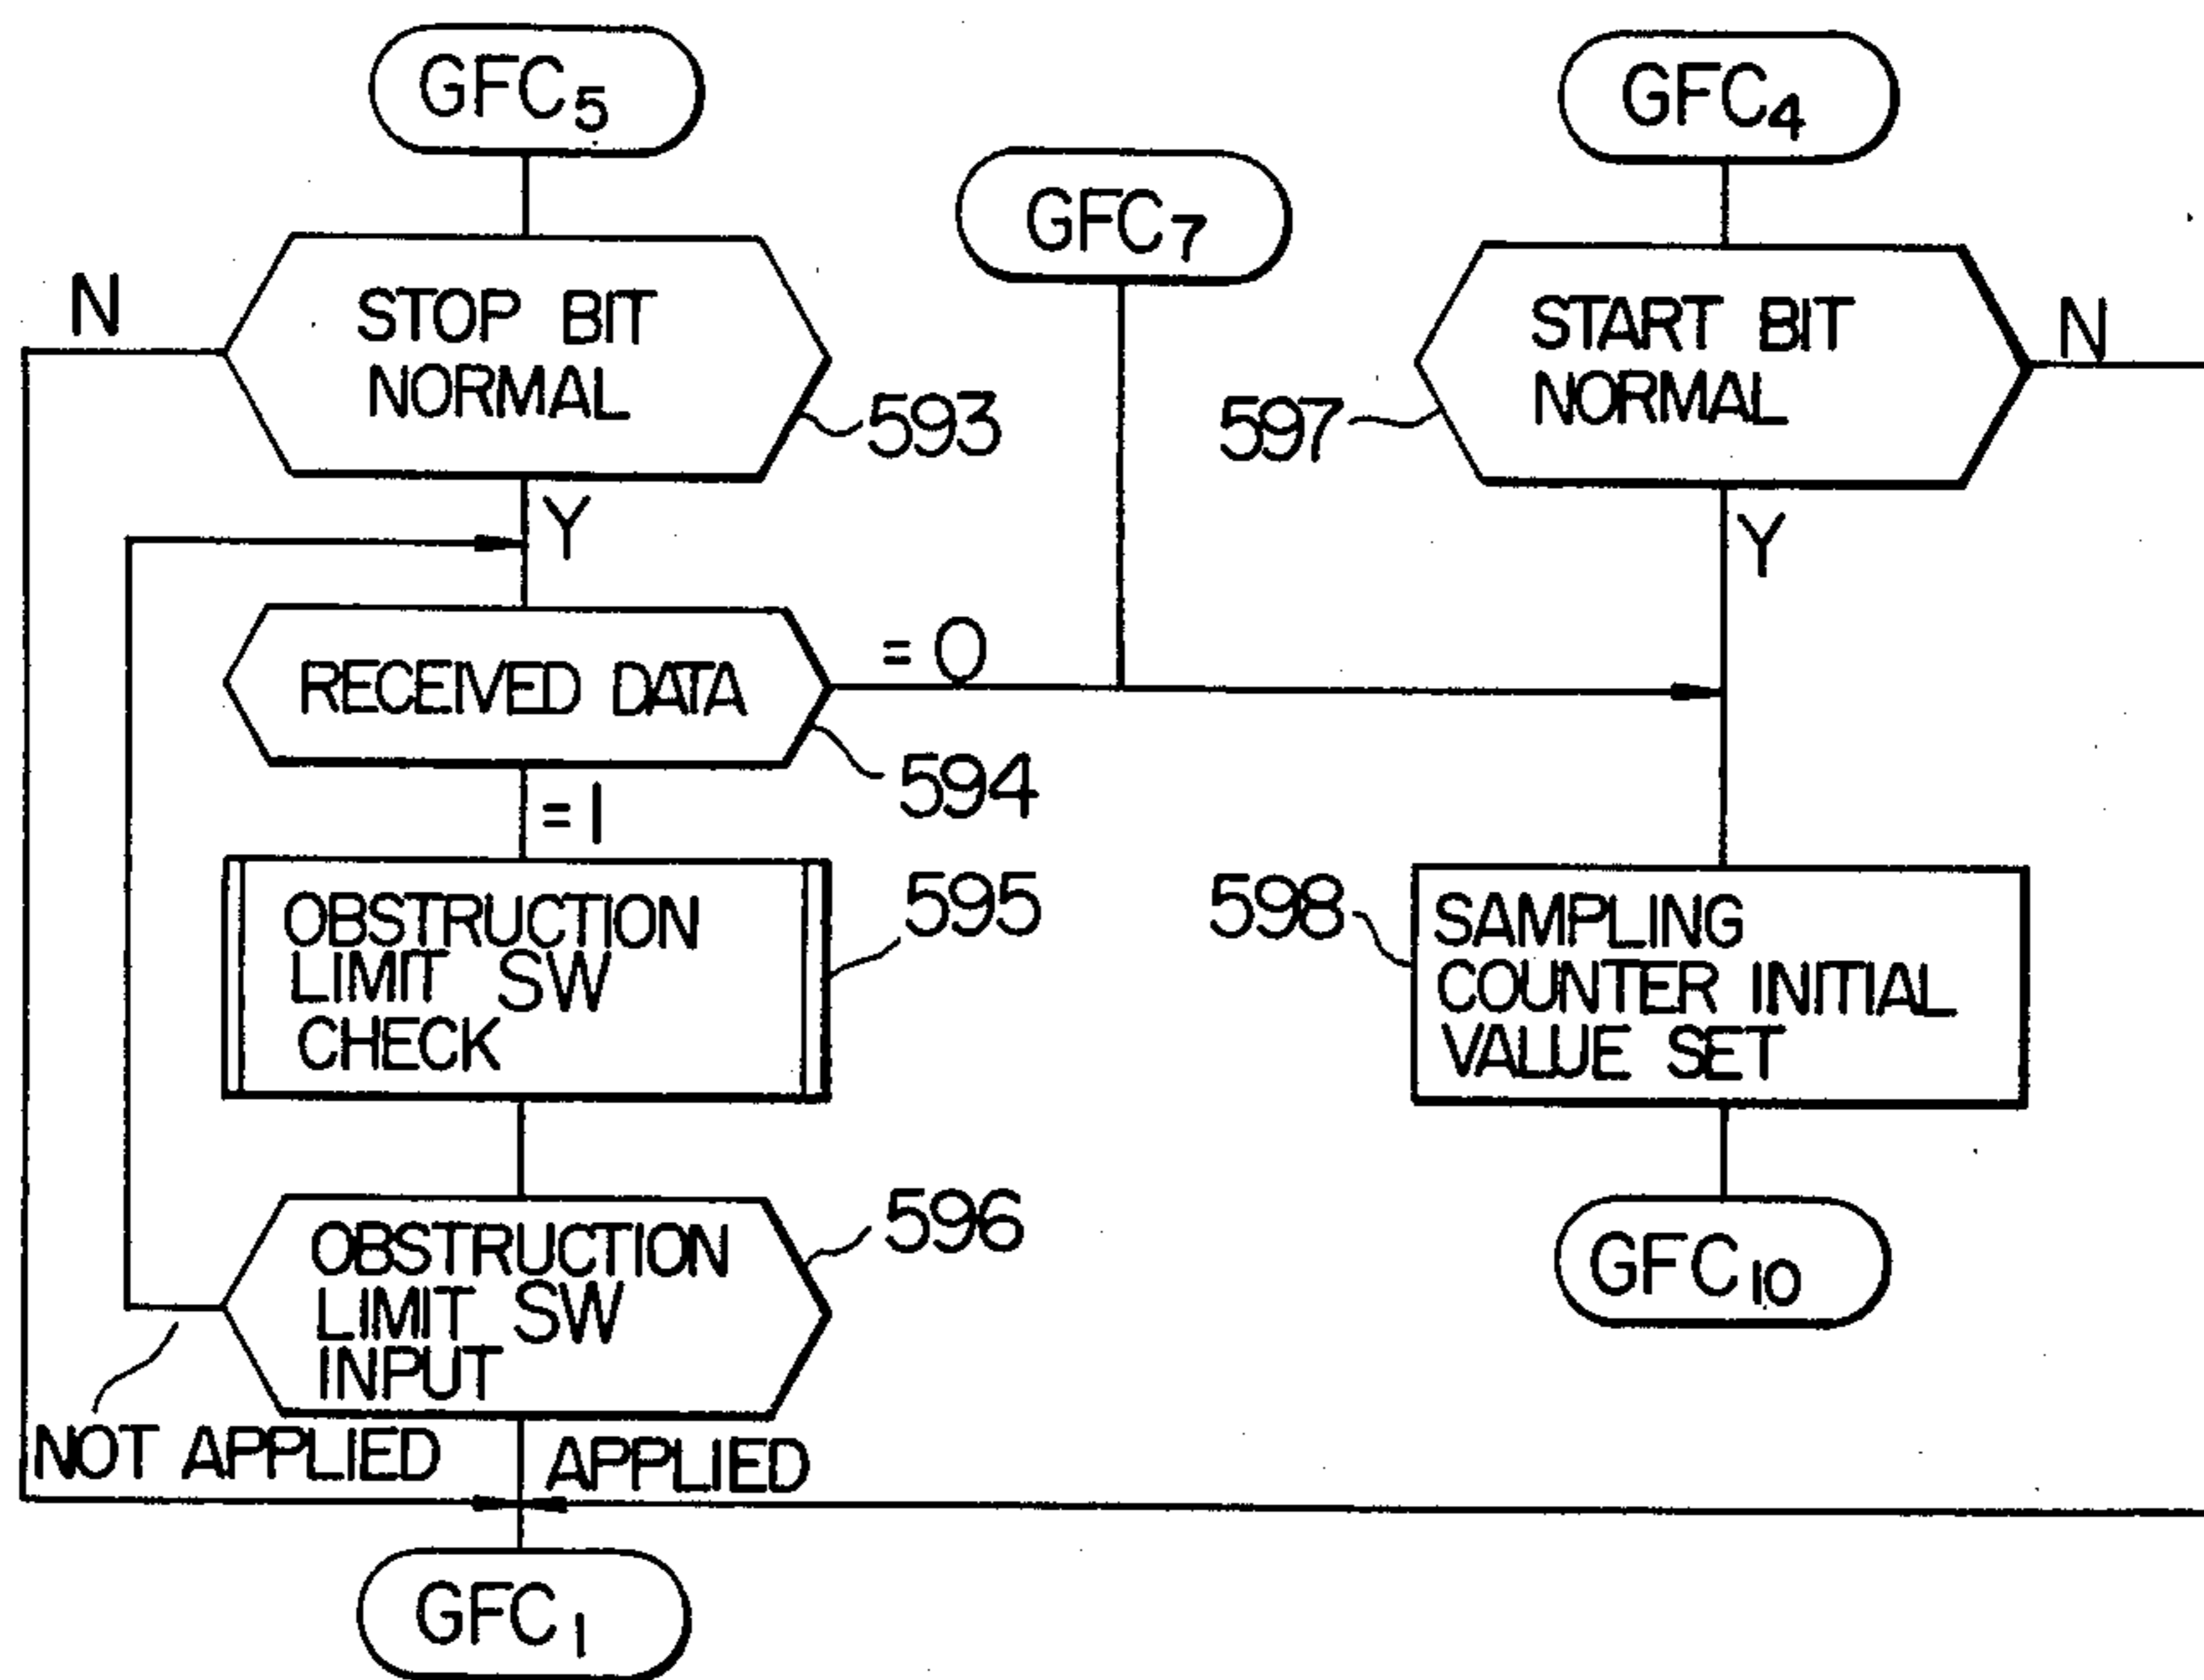 GFC5
GFC4
GFC7
N
STOP BIT
NORMAL
593
START BIT
NORMAL
N
597
Y
Y
RECEIVED DATA
= 0
594
= 1
OBSTRUCTION
LIMIT SW
CHECK
595
598
SAMPLING
COUNTER INITIAL
VALUE SET
OBSTRUCTION
LIMIT SW
INPUT
596
GFC10
NOT APPLIED
APPLIED
GFC1